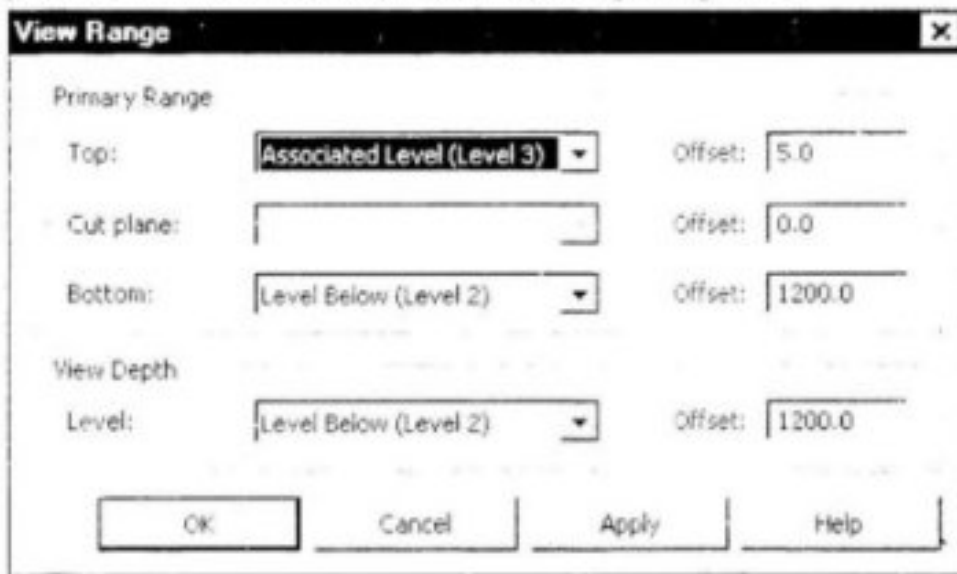 View Range
Primary Range
Top: Associated Level (Level 3) Offset: 5.0
Cut plane: Offset: 0.0
Bottom: Level Below (Level 2) Offset: 1200.0
View Depth
Level: Level Below (Level 2) Offset: 1200.0
OK Cancel Apply Help